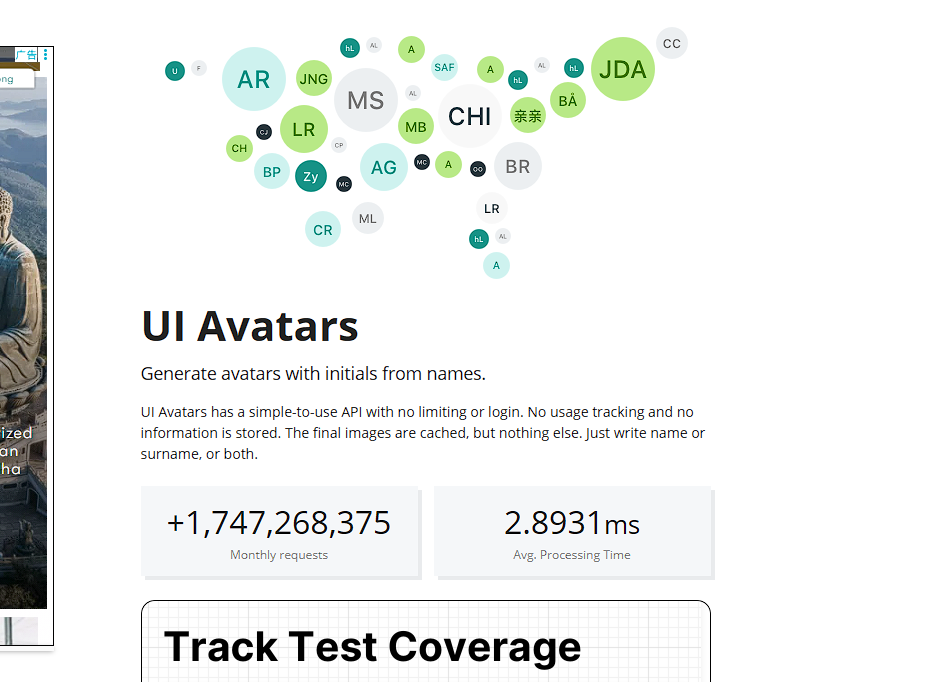 广告
ong
ized
an
ha
CC
hL
AL
A
U
F
AR
JNG
SAF
A
AL
hL
hL
JDA
MS
AL
BÅ
CHI
亲亲
LR
MB
CJ
CH
CP
BP
Zy
MC
AG
MC
A
OO
BR
CR
ML
LR
hL
AL
A
UI Avatars
Generate avatars with initials from names.
UI Avatars has a simple-to-use API with no limiting or login. No usage tracking and no
information is stored. The final images are cached, but nothing else. Just write name or
surname, or both.
+1,747,268,375
Monthly requests
2.8931ms
Avg. Processing Time
Track Test Coverage